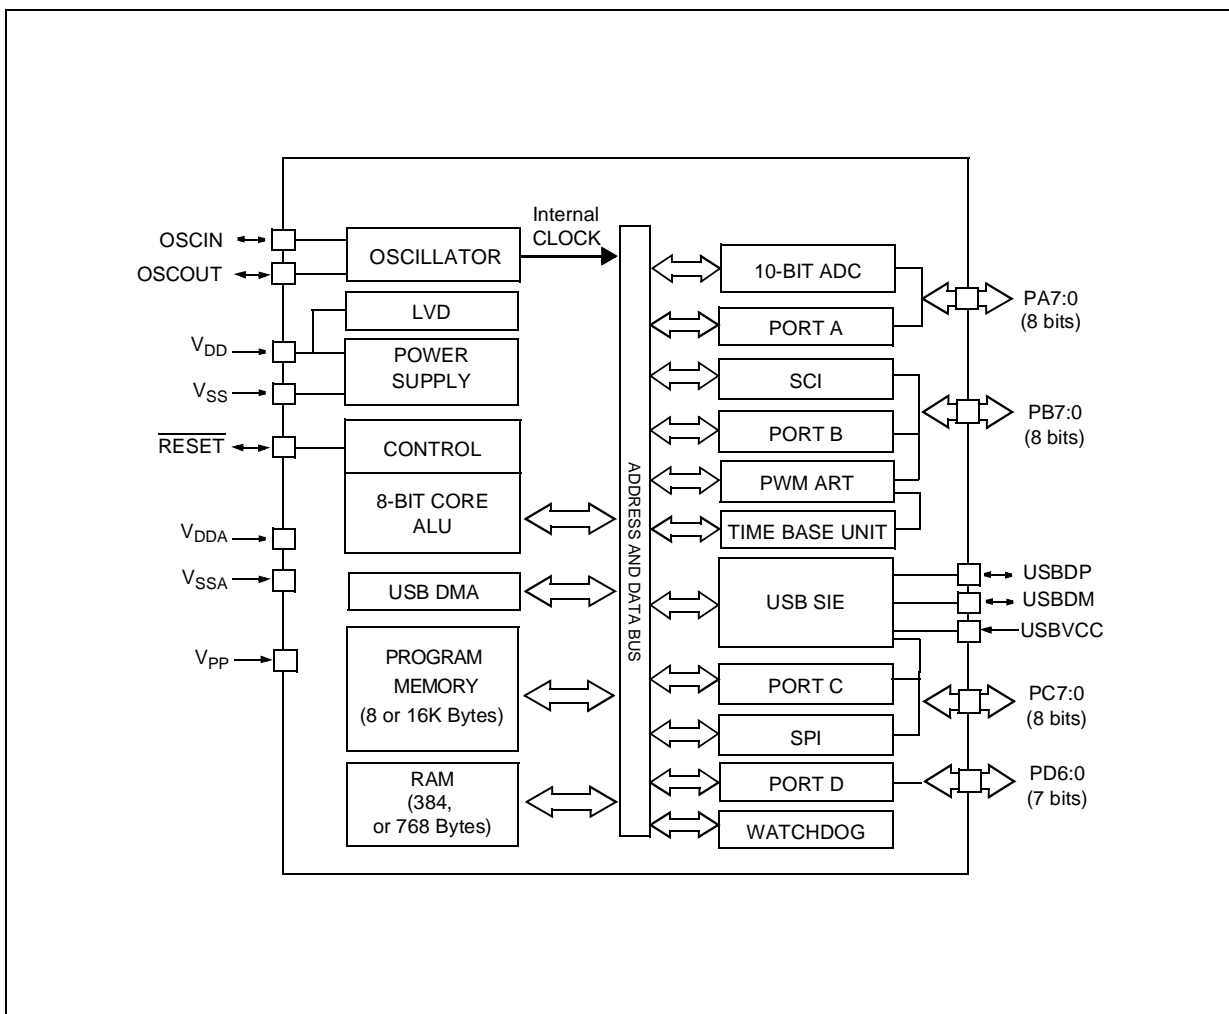 Internal
CLOCK
OSCIN
OSCOUT
OSCILLATOR
LVD
VDD
VSS
POWER
SUPPLY
RESET
CONTROL
8-BIT CORE
ALU
VDDA
VSSA
USB DMA
VPP
PROGRAM
MEMORY
(8 or 16K Bytes)
RAM
(384,
or 768 Bytes)
ADDRESS AND DATA BUS
10-BIT ADC
PORT A
SCI
PORT B
PWM ART
TIME BASE UNIT
USB SIE
PORT C
SPI
PORT D
WATCHDOG
PA7:0
(8 bits)
PB7:0
(8 bits)
USBDP
USBDM
USBVCC
PC7:0
(8 bits)
PD6:0
(7 bits)